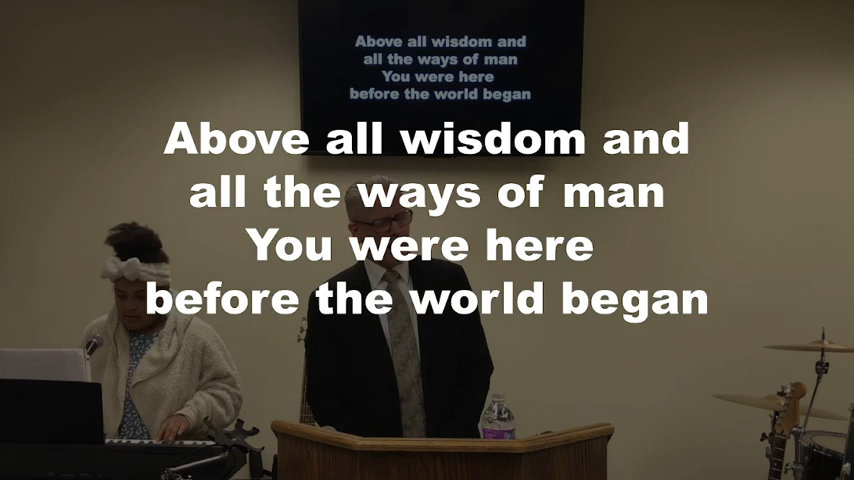 Above all wisdom and
all the ways of man
You were here
before the world began
Above all wisdom and
all the ways of man
You were here
before the world began